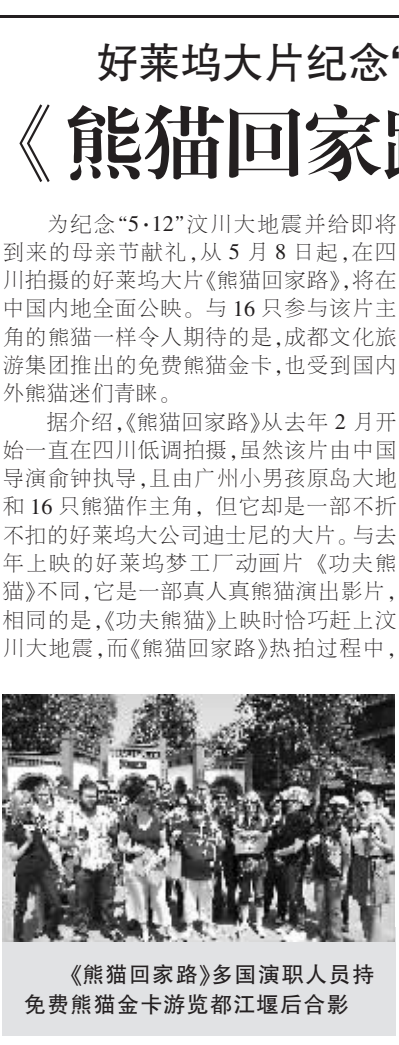 好莱坞大片纪念“
《熊猫回家路
为纪念“5·12”汶川大地震并给即将
到来的母亲节献礼,从 5 月 8 日起,在四
川拍摄的好莱坞大片《熊猫回家路》,将在
中国内地全面公映。与 16 只参与该片主
角的熊猫一样令人期待的是,成都文化旅
游集团推出的免费熊猫金卡,也受到国内
外熊猫迷们青睐。
据介绍,《熊猫回家路》从去年 2 月开
始一直在四川低调拍摄,虽然该片由中国
导演俞钟执导,且由广州小男孩原岛大地
和 16 只熊猫作主角，但它却是一部不折
不扣的好莱坞大公司迪士尼的大片。与去
年上映的好莱坞梦工厂动画片《功夫熊
猫》不同,它是一部真人真熊猫演出影片,
相同的是,《功夫熊猫》上映时恰巧赶上汶
川大地震,而《熊猫回家路》热拍过程中,
《熊猫回家路》多国演职人员持
免费熊猫金卡游览都江堰后合影